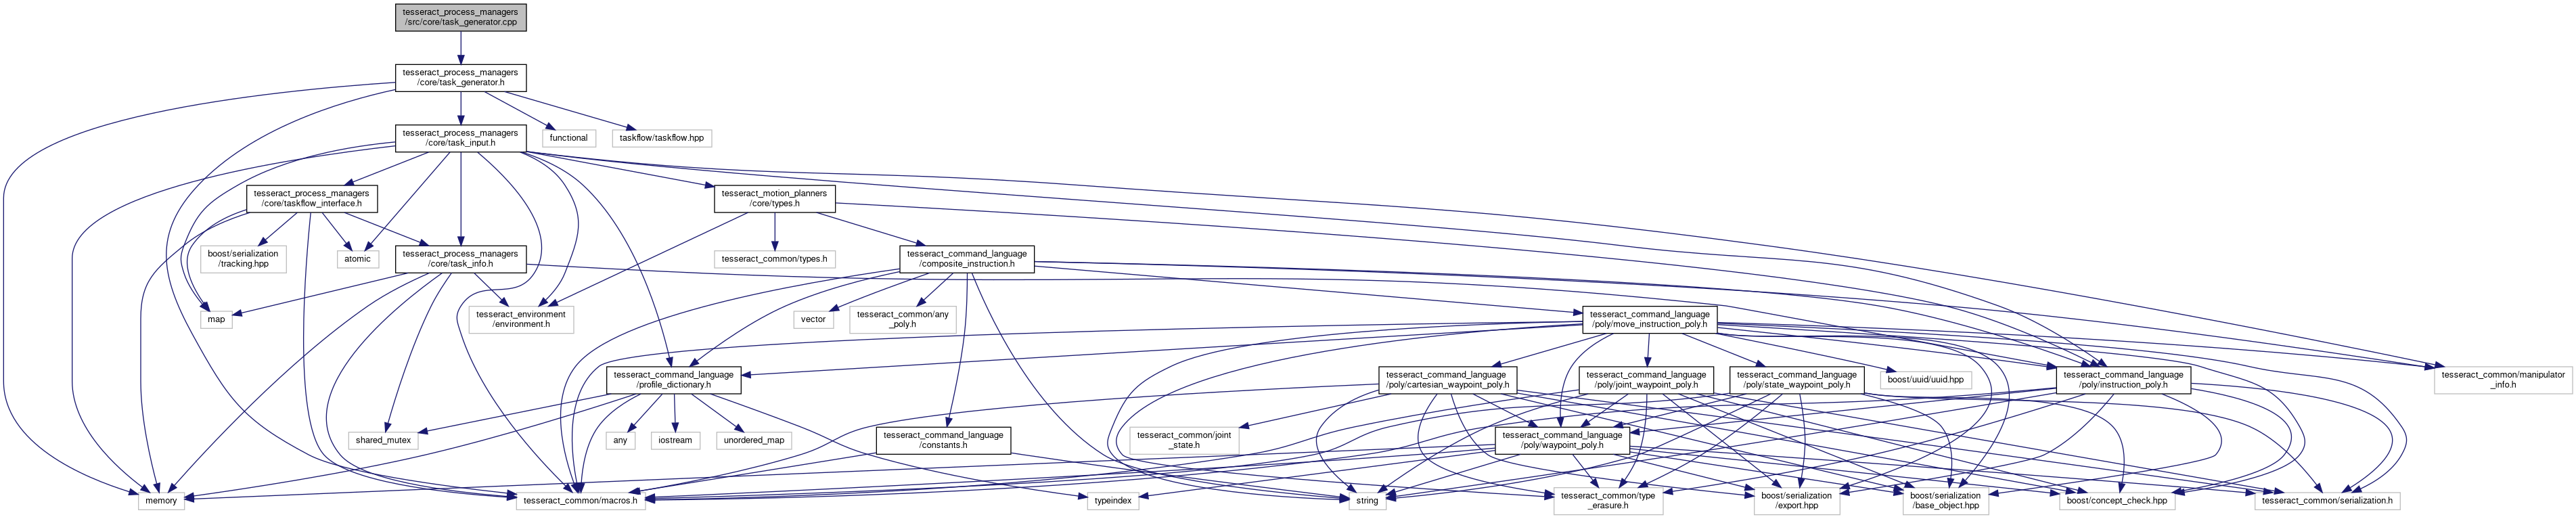 tesseract_process_managers
/src/core/task_generator.cpp
tesseract_process_managers
/core/task_generator.h
tesseract_process_managers
/core/task_input.h
functional
taskflow/taskflow.hpp
tesseract_process_managers
/core/taskflow_interface.h
tesseract_motion_planners
/core/types.h
boost/serialization
/tracking.hpp
atomic
tesseract_process_managers
/core/task_info.h
tesseract_common/types.h
tesseract_command_language
/composite_instruction.h
map
tesseract_environment
/environment.h
vector
tesseract_common/any
_poly.h
tesseract_command_language
/poly/move_instruction_poly.h
tesseract_command_language
/profile_dictionary.h
tesseract_command_language
/poly/cartesian_waypoint_poly.h
tesseract_command_language
/poly/joint_waypoint_poly.h
tesseract_command_language
/poly/state_waypoint_poly.h
boost/uuid/uuid.hpp
tesseract_command_language
/poly/instruction_poly.h
tesseract_common/manipulator
_info.h
shared_mutex
any
iostream
unordered_map
tesseract_command_language
/constants.h
tesseract_common/joint
_state.h
tesseract_command_language
/poly/waypoint_poly.h
memory
tesseract_common/macros.h
typeindex
string
tesseract_common/type
_erasure.h
boost/serialization
/export.hpp
boost/serialization
/base_object.hpp
boost/concept_check.hpp
tesseract_common/serialization.h